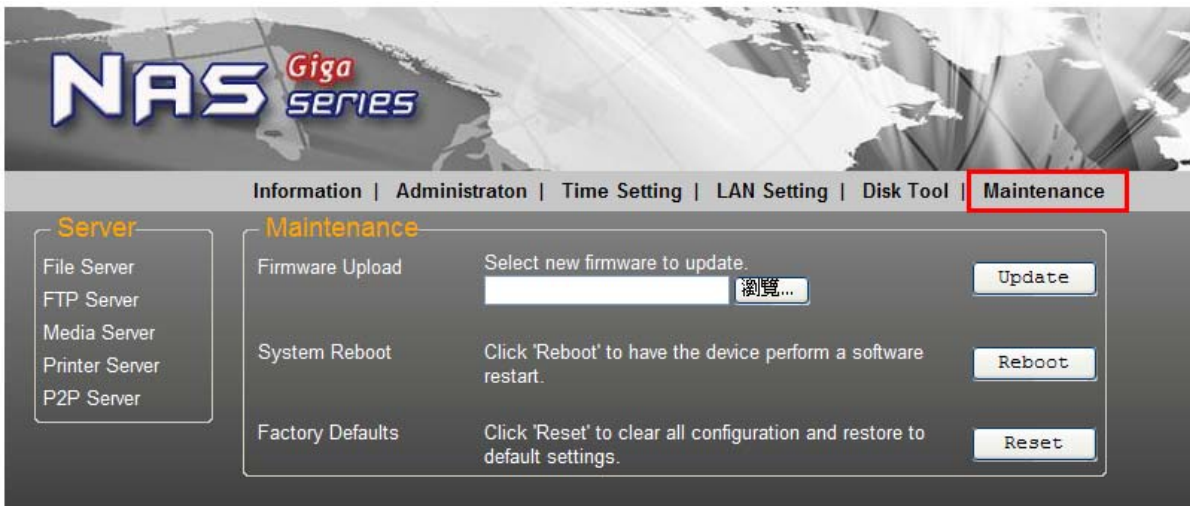 NAS Giga series
Information | Administraton | Time Setting | LAN Setting | Disk Tool | Maintenance
Server
File Server
FTP Server
Media Server
Printer Server
P2P Server
Maintenance
Firmware Upload
Select new firmware to update.
瀏覽...
Update
System Reboot
Click 'Reboot' to have the device perform a software
restart.
Reboot
Factory Defaults
Click 'Reset' to clear all configuration and restore to
default settings.
Reset